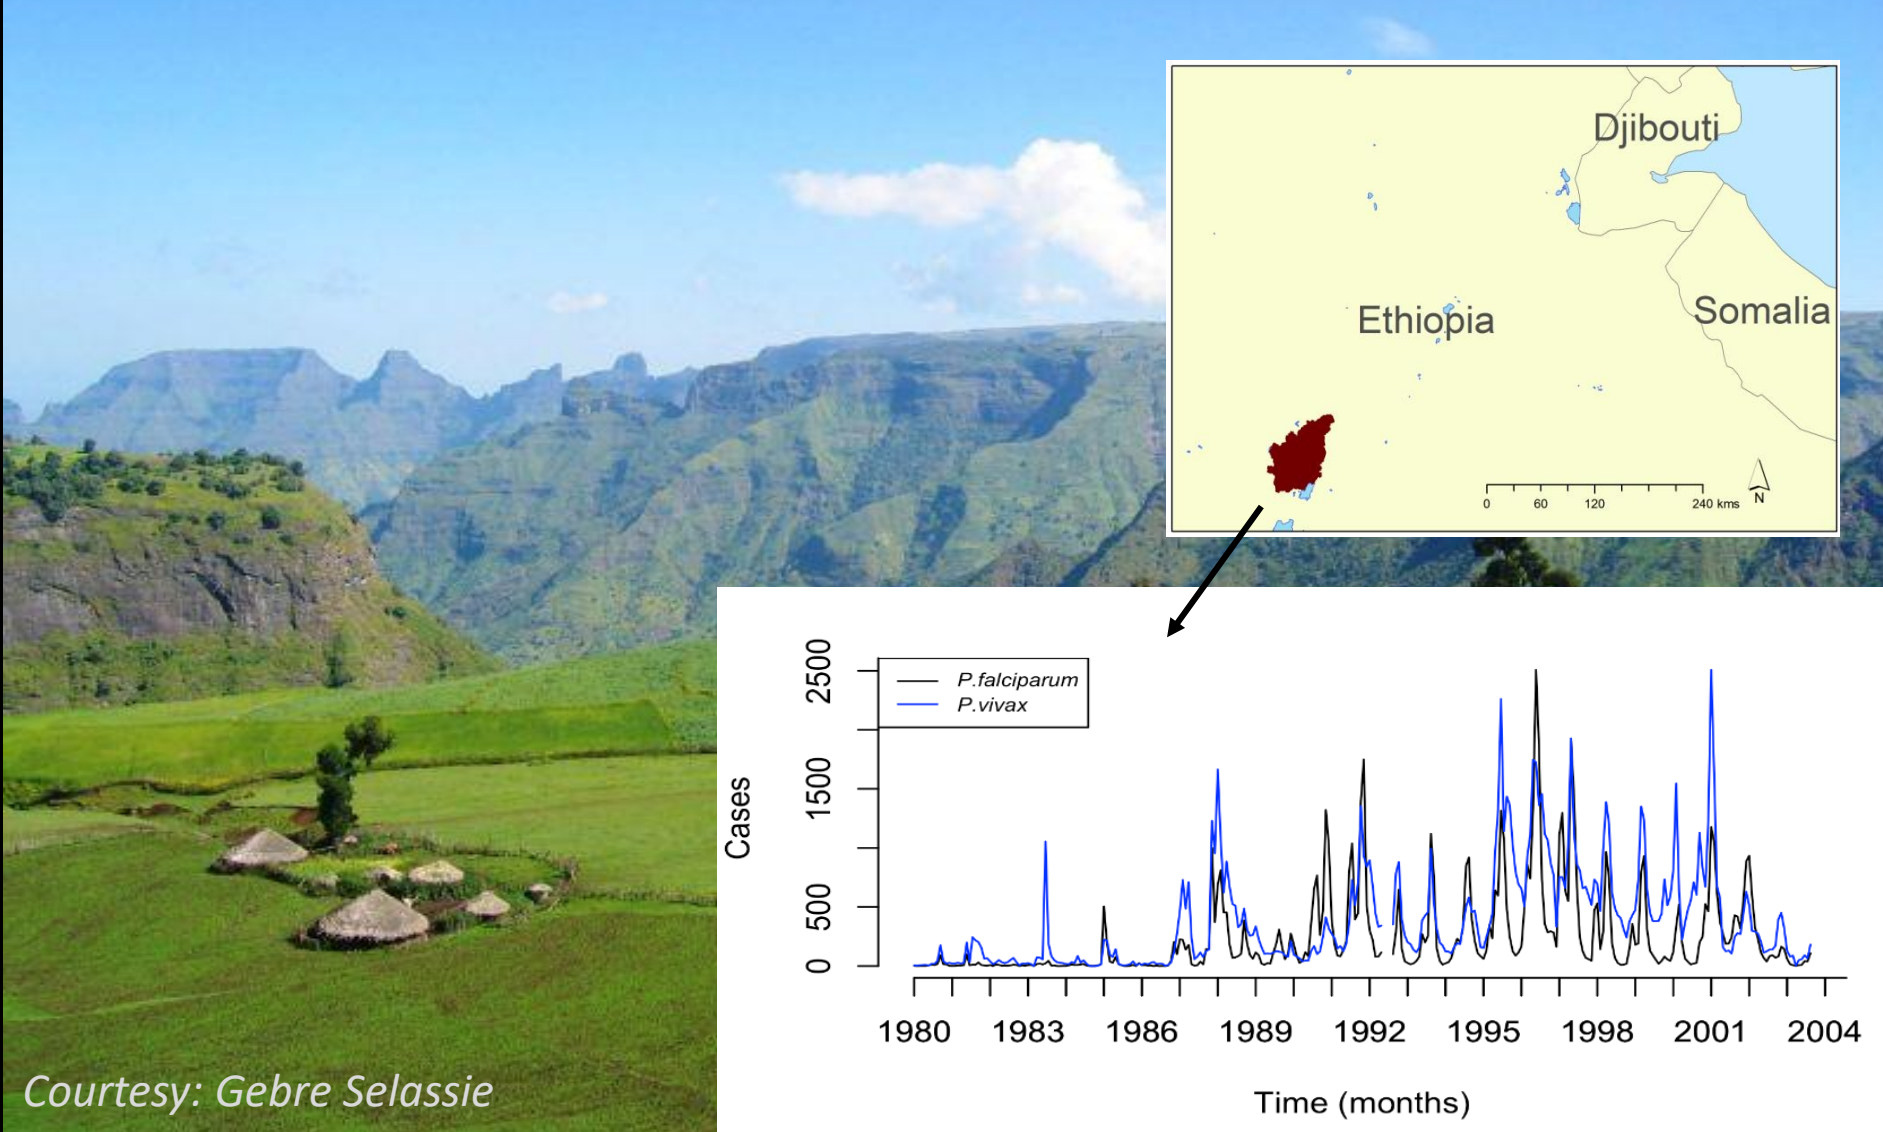 Djibouti
Ethiopia
Somalia
0 60 120 240 kms
N
P.falciparum
P.vivax
Cases
2500
1500
500
0
1980 1983 1986 1989 1992 1995 1998 2001 2004
Time (months)
Courtesy: Gebre Selassie